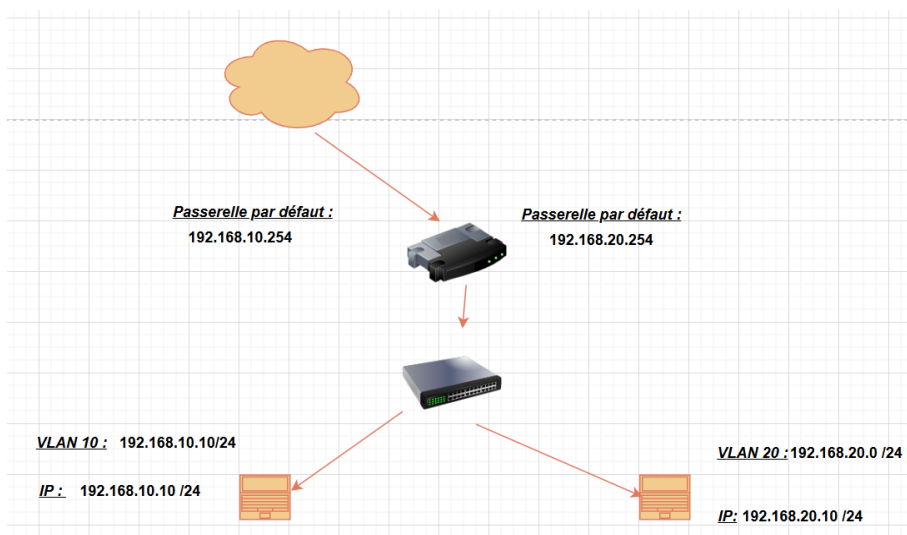 Passerelle par défaut :
192.168.10.254
Passerelle par défaut :
192.168.20.254
VLAN 10 : 192.168.10.10/24
IP : 192.168.10.10 /24
VLAN 20 : 192.168.20.0 /24
IP: 192.168.20.10 /24